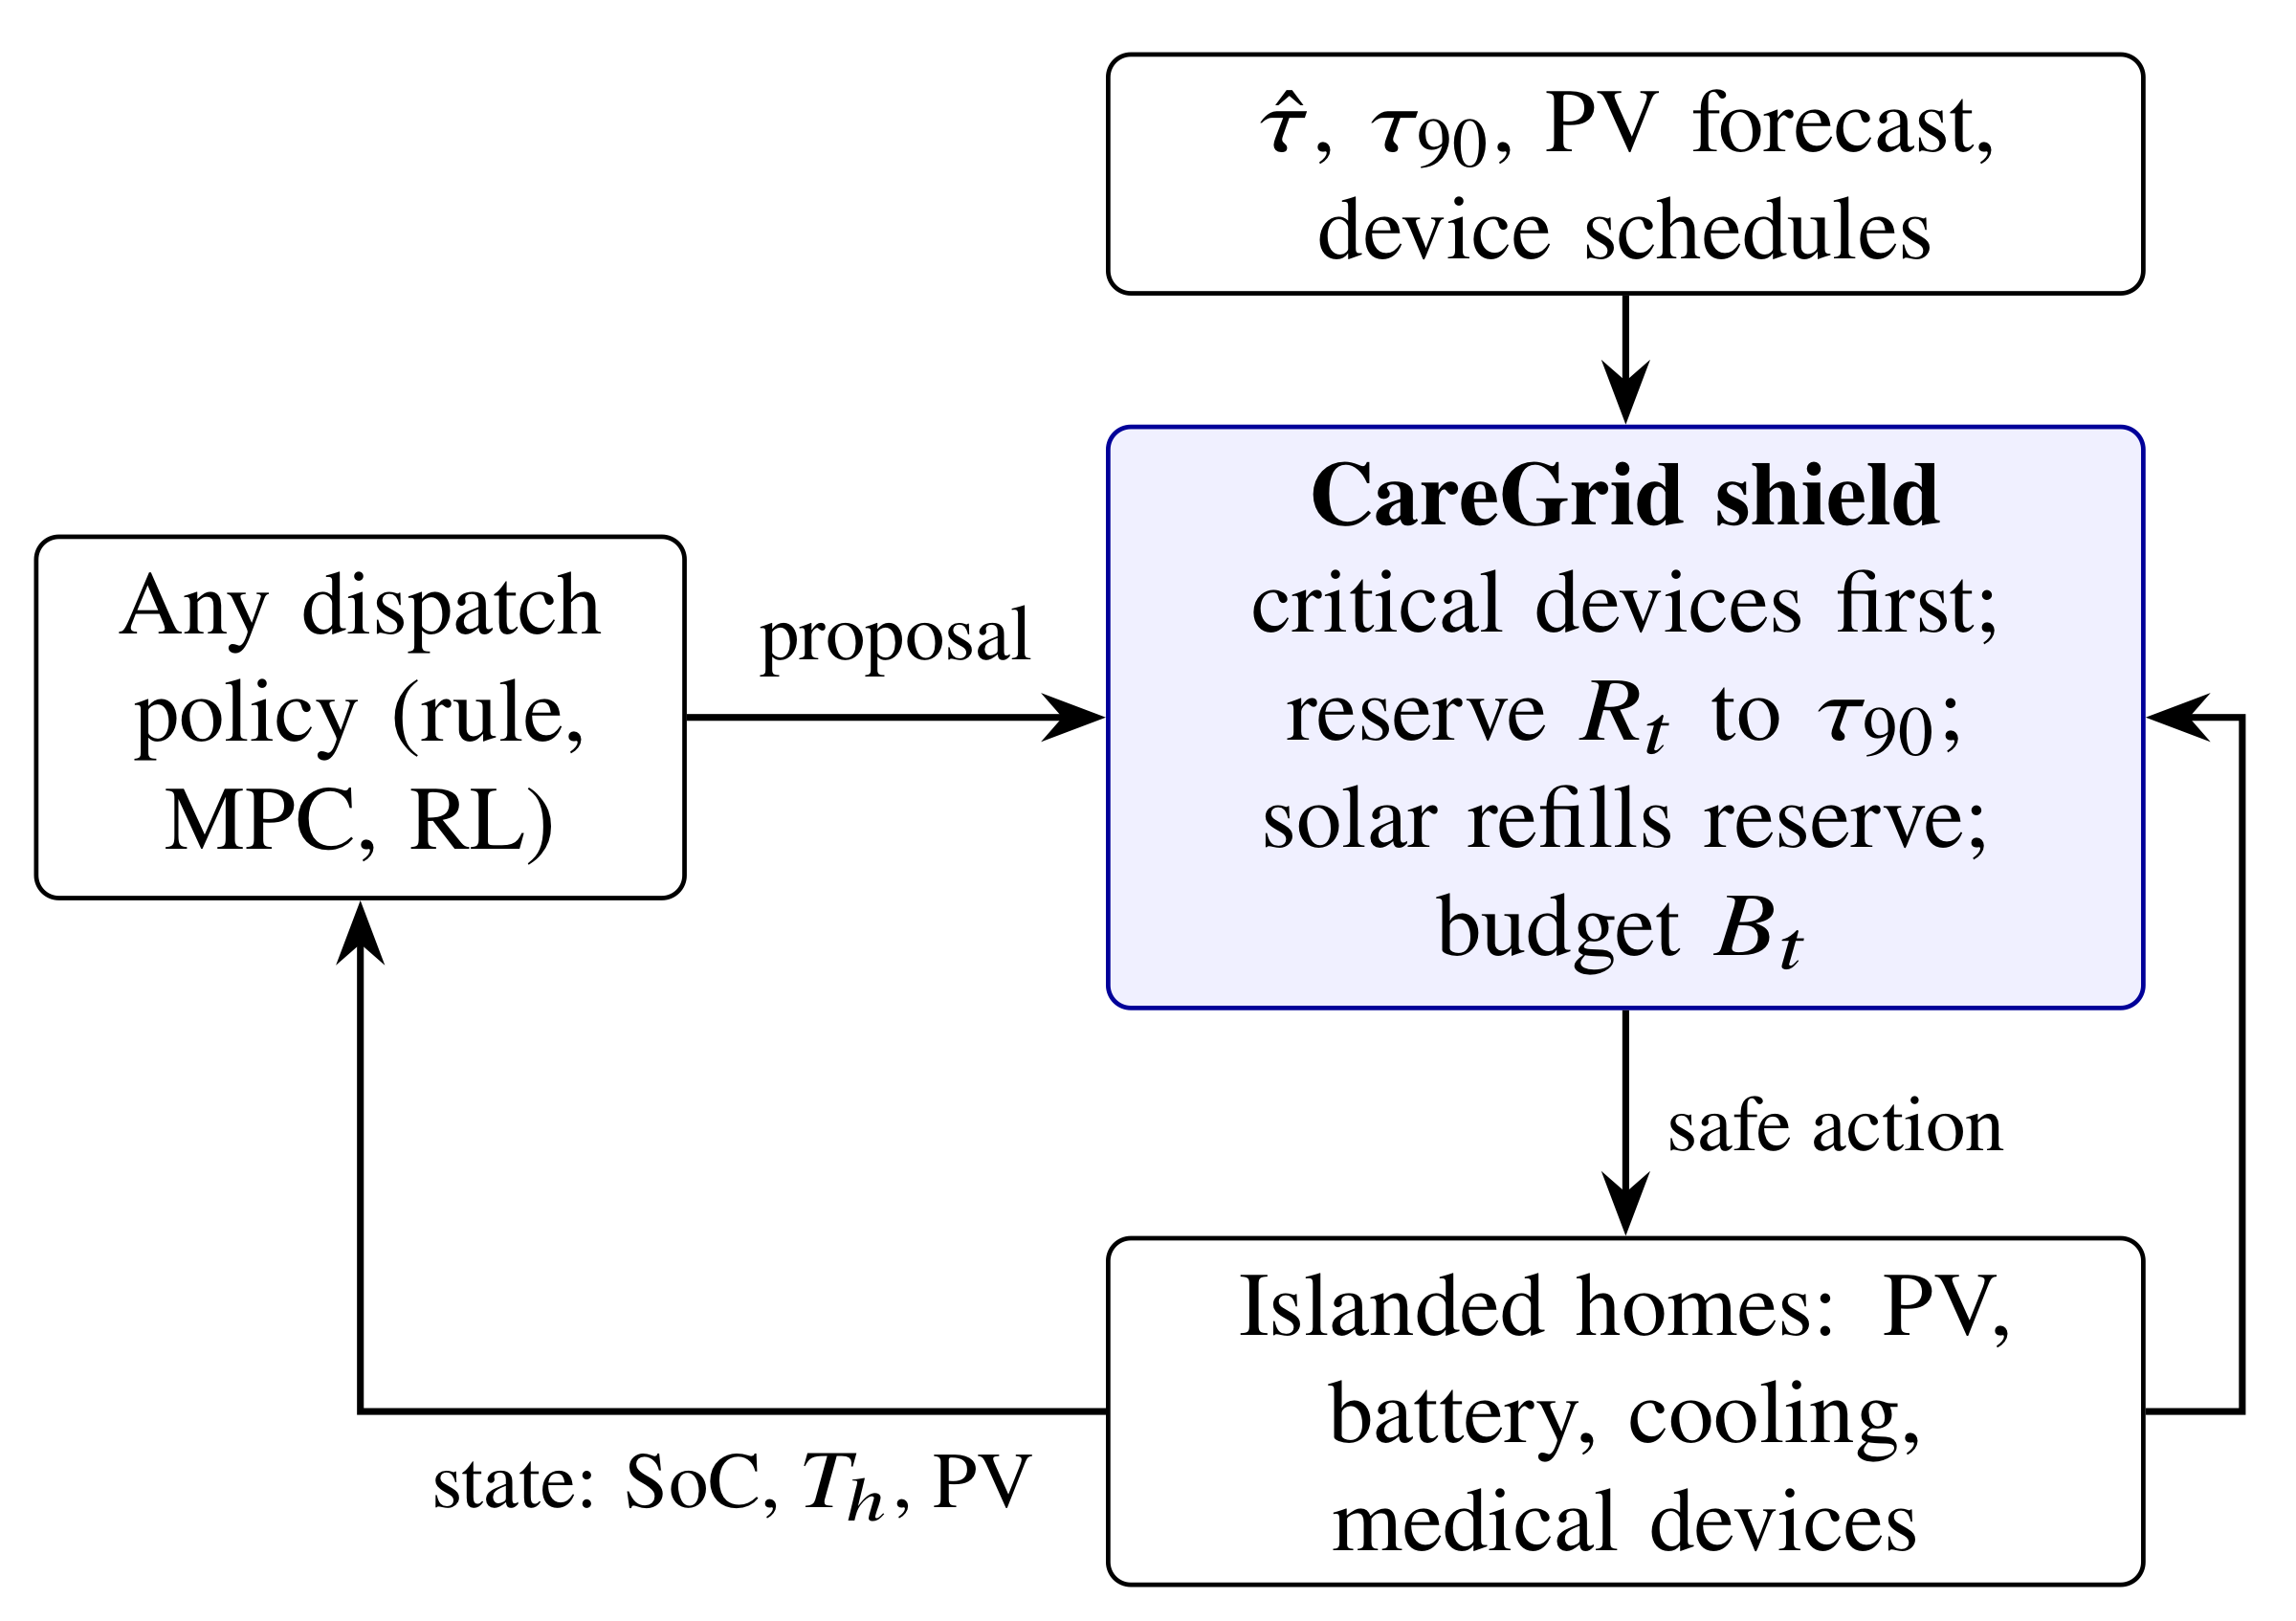 τ̂, τ₉₀, PV forecast,
device schedules
CareGrid shield
critical devices first;
reserve Rₜ to τ₉₀;
solar refills reserve;
budget Bₜ
Any dispatch
policy (rule,
MPC, RL)
proposal
safe action
Islanded homes: PV,
battery, cooling,
medical devices
state: SoC, Tₕ, PV